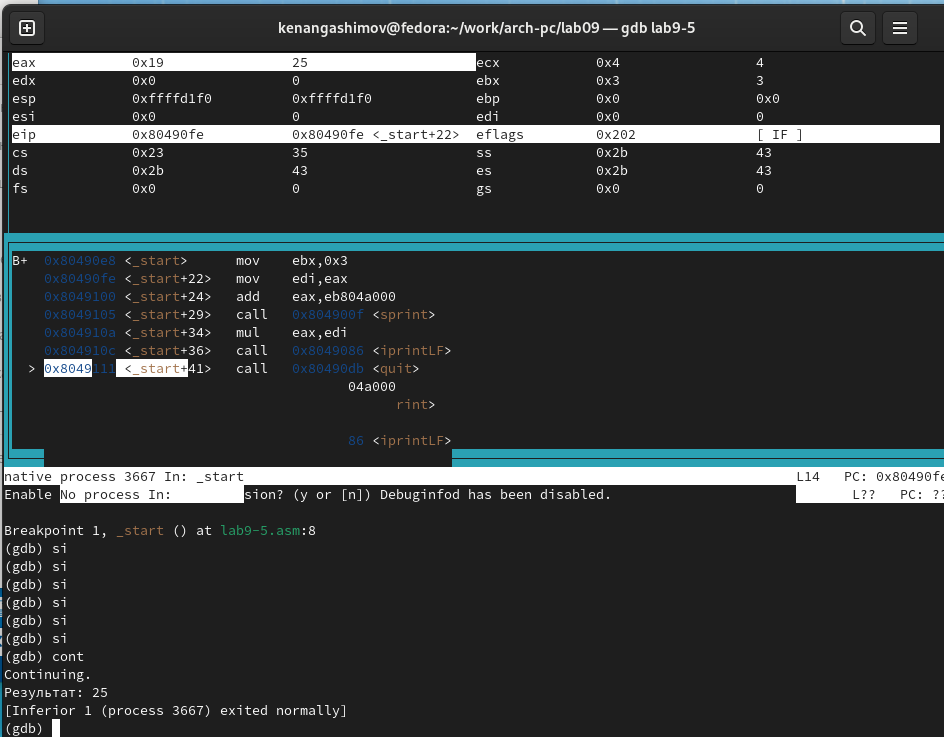 kenangashimov@fedora:~/work/arch-pc/lab09 — gdb lab9-5
eax 0x19 25 ecx 0x4 4
edx 0x0 0 ebx 0x3 3
esp 0xffffd1f0 0xffffd1f0 ebp 0x0 0x0
esi 0x0 0 edi 0x0 0
eip 0x80490fe 0x80490fe <_start+22> eflags 0x202 [ IF ]
cs 0x23 35 ss 0x2b 43
ds 0x2b 43 es 0x2b 43
fs 0x0 0 gs 0x0 0
B+ 0x80490e8 <_start> mov ebx,0x3
0x80490fe <_start+22> mov edi,eax
0x8049100 <_start+24> add eax,eb804a000
0x8049105 <_start+29> call 0x804900f <sprint>
0x804910a <_start+34> mul eax,edi
0x804910c <_start+36> call 0x8049086 <iprintLF>
> 0x8049111 <_start+41> call 0x80490db <quit>
04a000
rint>
86 <iprintLF>
native process 3667 In: _start L14 PC: 0x80490fe
Enable No process In: sion? (y or [n]) Debuginfod has been disabled. L?? PC: ??
Breakpoint 1, _start () at lab9-5.asm:8
(gdb) si
(gdb) si
(gdb) si
(gdb) si
(gdb) si
(gdb) si
(gdb) cont
Continuing.
Результат: 25
[Inferior 1 (process 3667) exited normally]
(gdb)